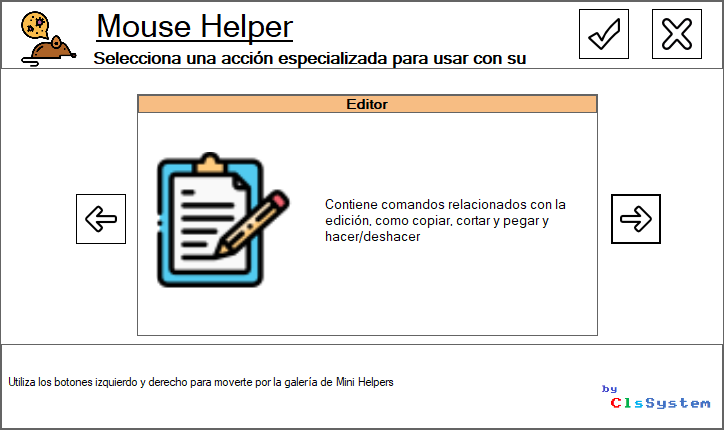 Mouse Helper
Selecciona una acción especializada para usar con su
Editor
Contiene comandos relacionados con la
edición, como copiar, cortar y pegar y
hacer/deshacer
Utiliza los botones izquierdo y derecho para moverte por la galería de Mini Helpers
by
ClsSystem